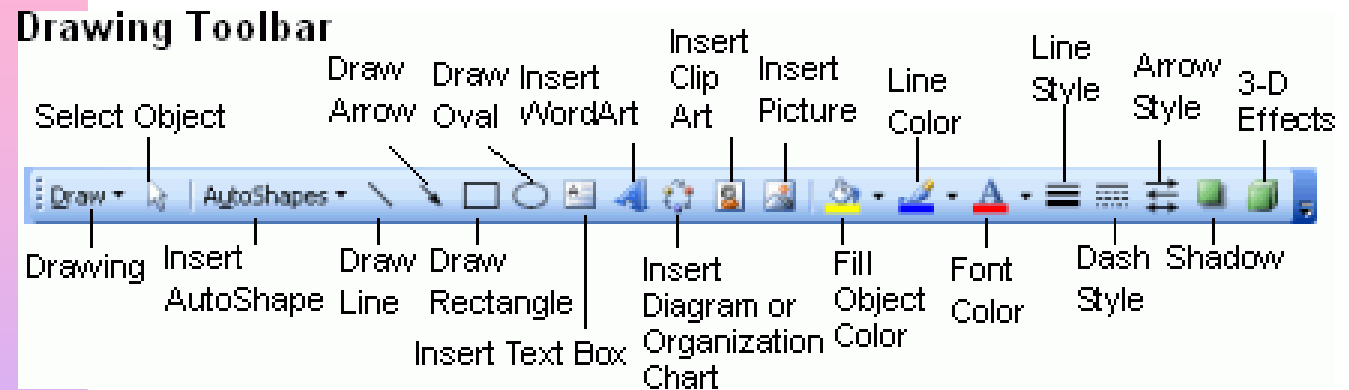 Drawing Toolbar
Select Object
Draw
Arrow
Draw
Oval
Insert
WordArt
Insert
Clip
Art
Insert
Picture
Line
Color
Line
Style
Arrow
Style
3-D
Effects
Draw
AutoShapes
A
A
Drawing
Insert
AutoShape
Draw
Line
Draw
Rectangle
Insert Text Box
Insert
Diagram or
Organization
Chart
Fill
Object
Color
Font
Color
Dash
Style
Shadow